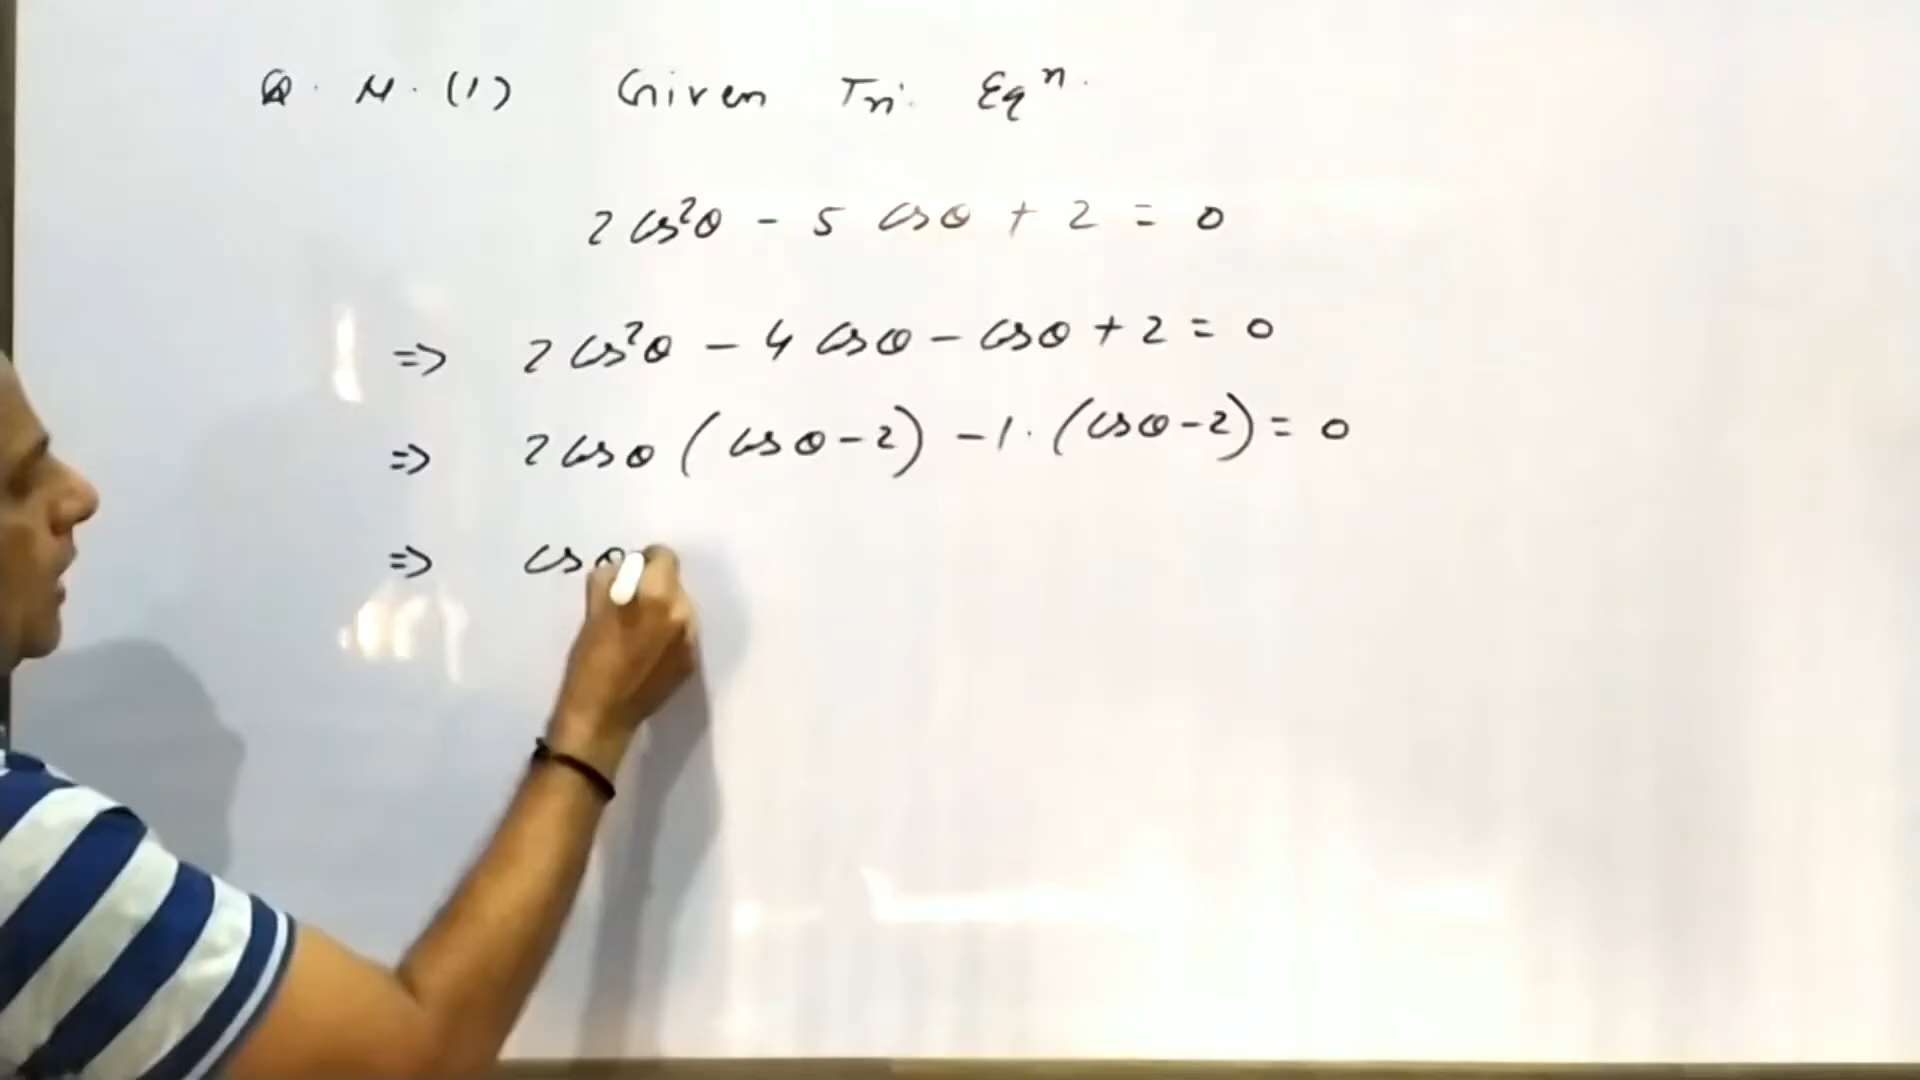 Q. N. (1) Given Tri. Eqⁿ.
2 cos²θ - 5 cosθ + 2 = 0
=> 2 cos²θ - 4 cosθ - cosθ + 2 = 0
=> 2 cosθ (cosθ - 2) - 1. (cosθ - 2) = 0
=> cosθ